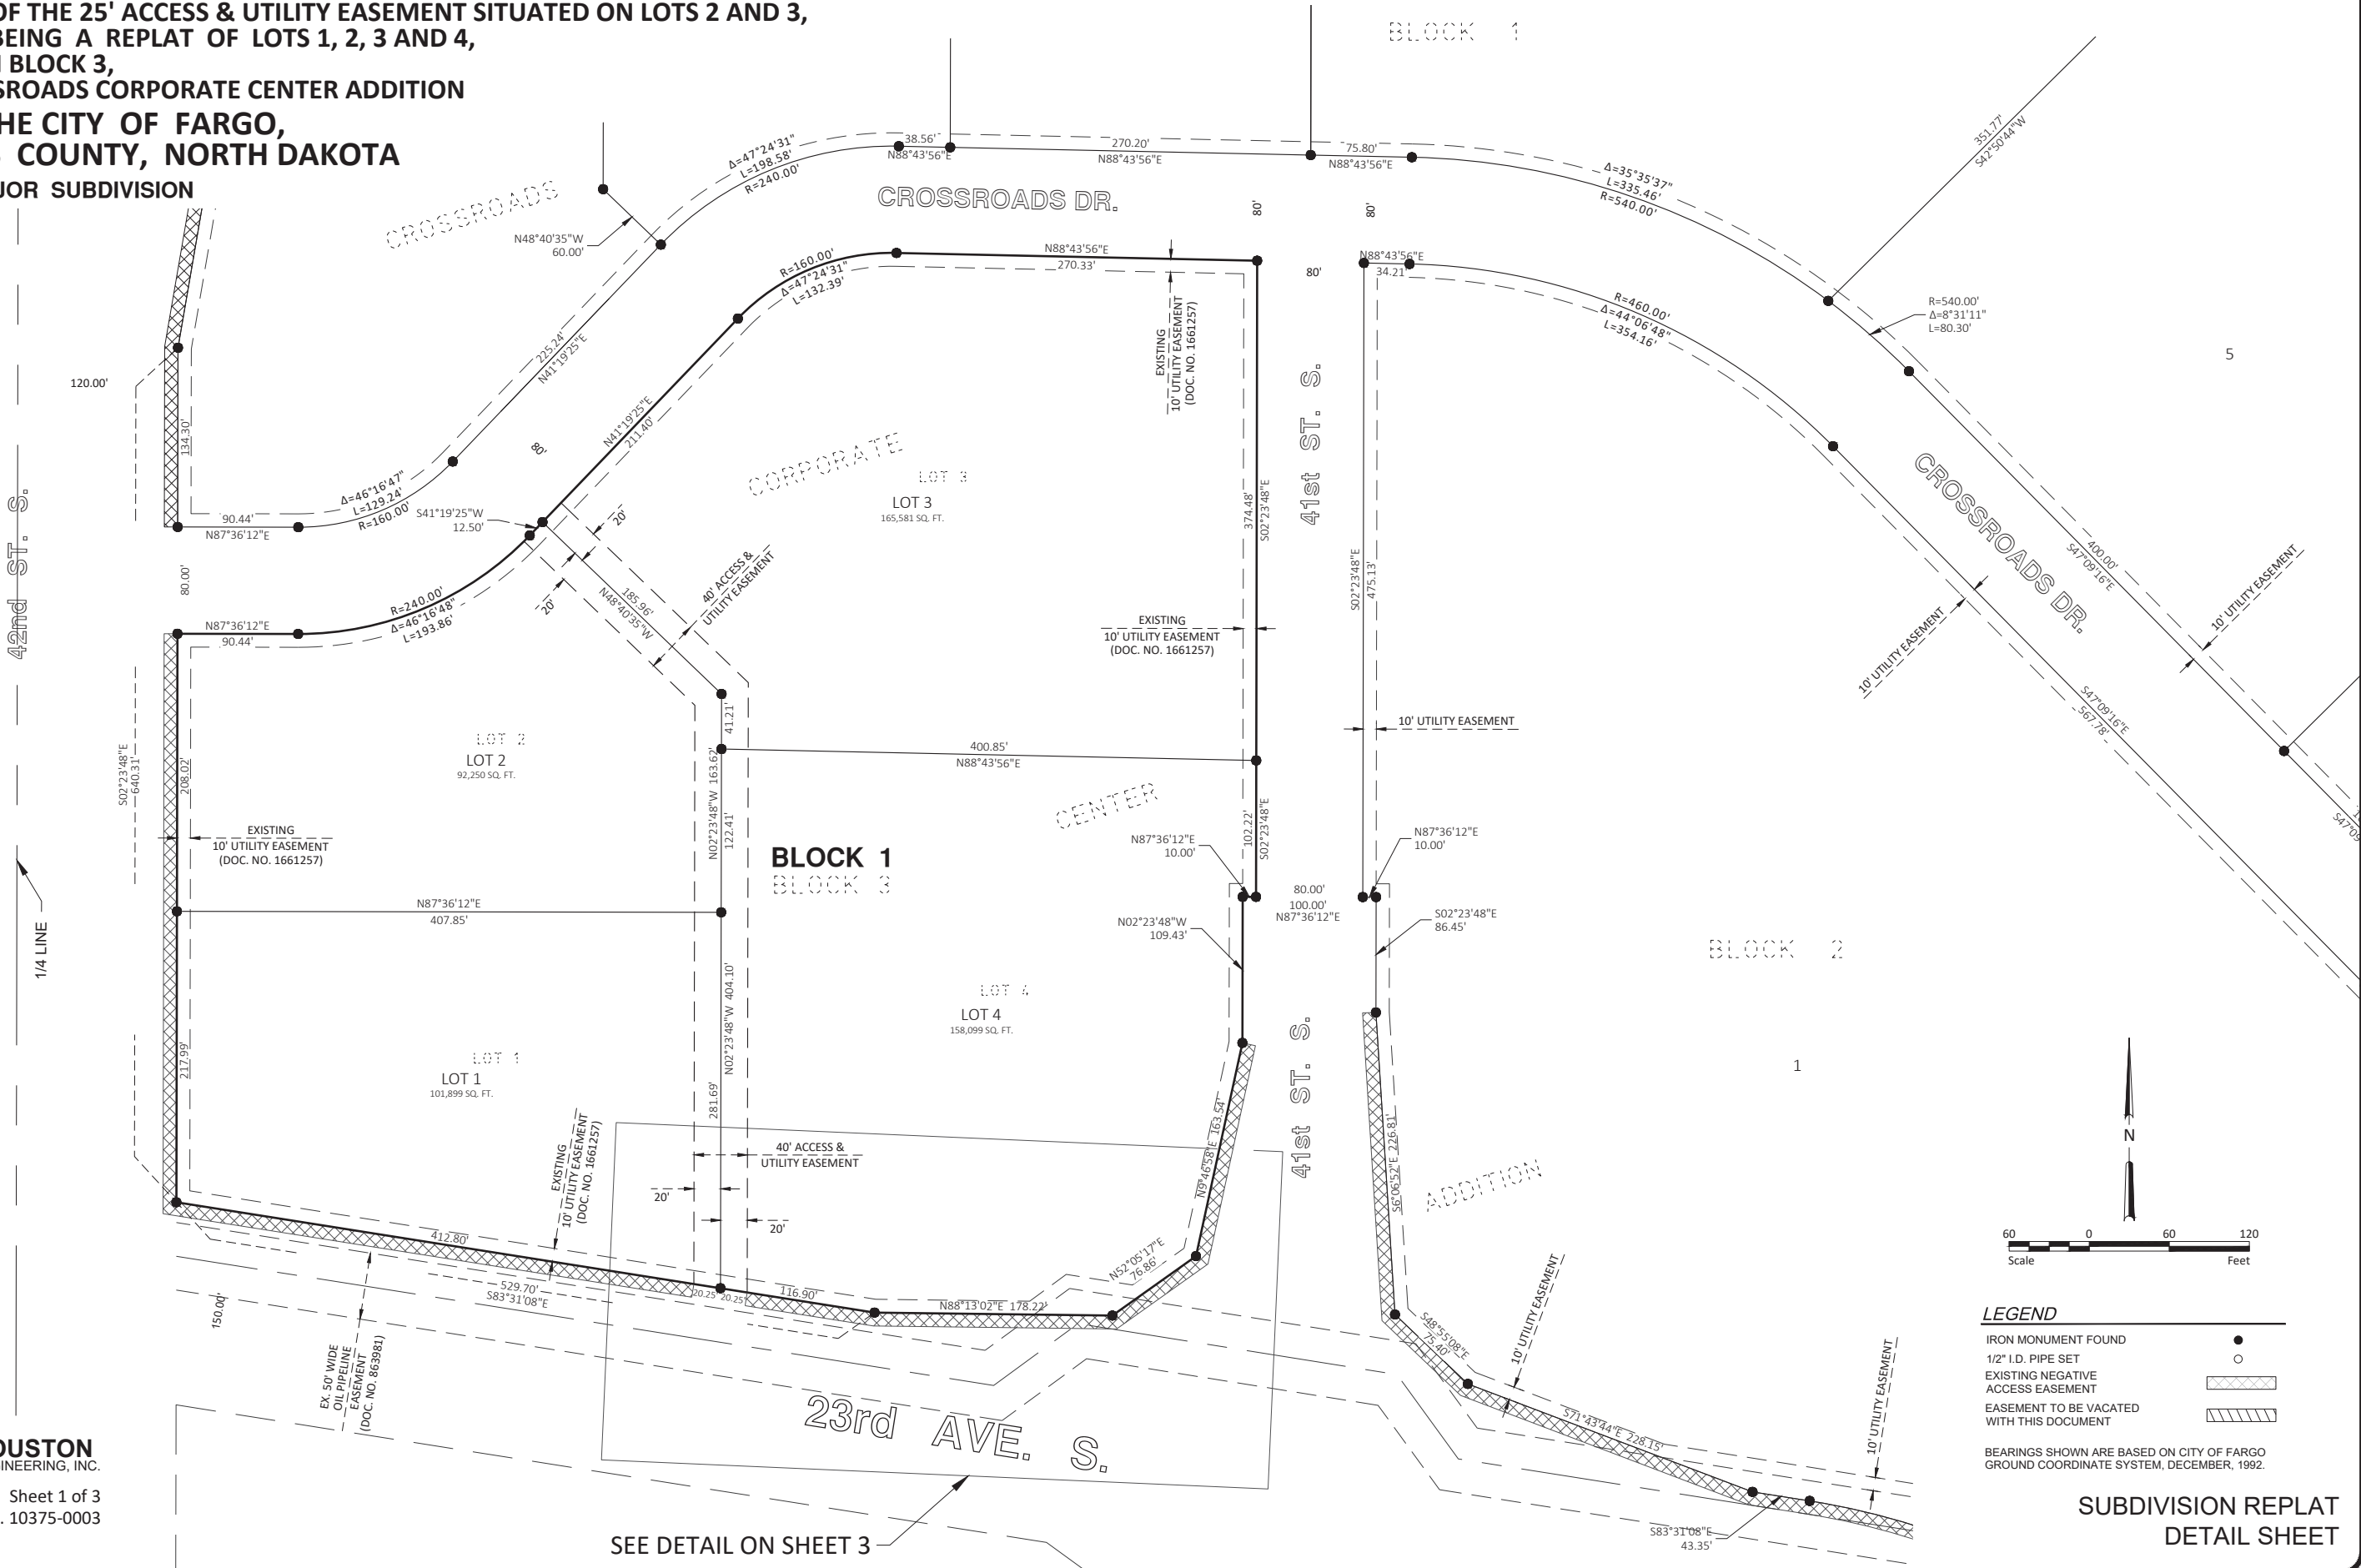 OF THE 25' ACCESS & UTILITY EASEMENT SITUATED ON LOTS 2 AND 3,
BEING A REPLAT OF LOTS 1, 2, 3 AND 4,
BLOCK 3,
CORPORATE CENTER ADDITION
THE CITY OF FARGO,
COUNTY, NORTH DAKOTA
SUBDIVISION
BLOCK 1
CROSSROADS
N48°40'35"W
60.00'
Δ=47°24'31"
L=198.58'
R=240.00'
38.56'
N88°43'56"E
270.20'
N88°43'56"E
75.80'
N88°43'56"E
CROSSROADS DR.
Δ=35°35'37"
L=335.46'
R=540.00'
351.77'
S42°50'44"W
R=540.00'
Δ=8°31'11"
L=80.30'
5
80'
80'
80'
N88°43'56"E
34.21'
R=460.00'
Δ=44°06'48"
L=354.16'
N88°43'56"E
270.33'
R=160.00'
Δ=47°24'31"
L=132.39'
EXISTING
10' UTILITY EASEMENT
(DOC. NO. 1661257)
225.24'
N41°19'25"E
N41°19'25"E
211.40'
80'
120.00'
134.30'
42nd ST. S.
Δ=46°16'47"
L=129.24'
R=160.00'
90.44'
N87°36'12"E
S41°19'25"W
12.50'
20'
20'
40' ACCESS &
UTILITY EASEMENT
185.96'
N48°40'35"W
80.00'
R=240.00'
Δ=46°16'48"
L=193.86'
N87°36'12"E
90.44'
CORPORATE
LOT 3
LOT 3
165,581 SQ. FT.
374.48'
S02°23'48"E
41st ST. S.
S02°23'48"E
475.13'
EXISTING
10' UTILITY EASEMENT
(DOC. NO. 1661257)
10' UTILITY EASEMENT
CROSSROADS DR.
400.00'
S47°09'16"E
10' UTILITY EASEMENT
10' UTILITY EASEMENT
S47°09'16"E
567.78'
41.21'
400.85'
N88°43'56"E
S02°23'48"E
640.31'
208.02'
LOT 2
LOT 2
92,250 SQ. FT.
N02°23'48"W 163.62'
122.41'
EXISTING
10' UTILITY EASEMENT
(DOC. NO. 1661257)
BLOCK 1
BLOCK 3
CENTER
N87°36'12"E
10.00'
102.22'
S02°23'48"E
N87°36'12"E
10.00'
80.00'
100.00'
N87°36'12"E
N02°23'48"W
109.43'
S02°23'48"E
86.45'
BLOCK 2
1
1/4 LINE
N87°36'12"E
407.85'
N02°23'48"W 404.10'
281.69'
217.99'
LOT 1
LOT 1
101,899 SQ. FT.
LOT 4
LOT 4
158,099 SQ. FT.
41st ST. S.
N9°46'58"E 163.54'
S6°06'52"E 226.81'
ADDITION
EXISTING
10' UTILITY EASEMENT
(DOC. NO. 1661257)
40' ACCESS &
UTILITY EASEMENT
20'
20'
412.80'
529.70'
S83°31'08"E
20.25' 20.25'
116.90'
N88°13'02"E 178.22'
N52°05'17"E
76.86'
S48°55'08"E
75.40'
10' UTILITY EASEMENT
S71°43'44"E 228.15'
10' UTILITY EASEMENT
S83°31'08"E
43.35'
150.00'
EX. 50' WIDE
OIL PIPELINE
EASEMENT
(DOC. NO. 863981)
23rd AVE. S.
SEE DETAIL ON SHEET 3
N
60 0 60 120
Scale Feet
LEGEND
IRON MONUMENT FOUND
1/2" I.D. PIPE SET
EXISTING NEGATIVE
ACCESS EASEMENT
EASEMENT TO BE VACATED
WITH THIS DOCUMENT
BEARINGS SHOWN ARE BASED ON CITY OF FARGO
GROUND COORDINATE SYSTEM, DECEMBER, 1992.
SUBDIVISION REPLAT
DETAIL SHEET
OUSTON
INEERING, INC.
Sheet 1 of 3
. 10375-0003